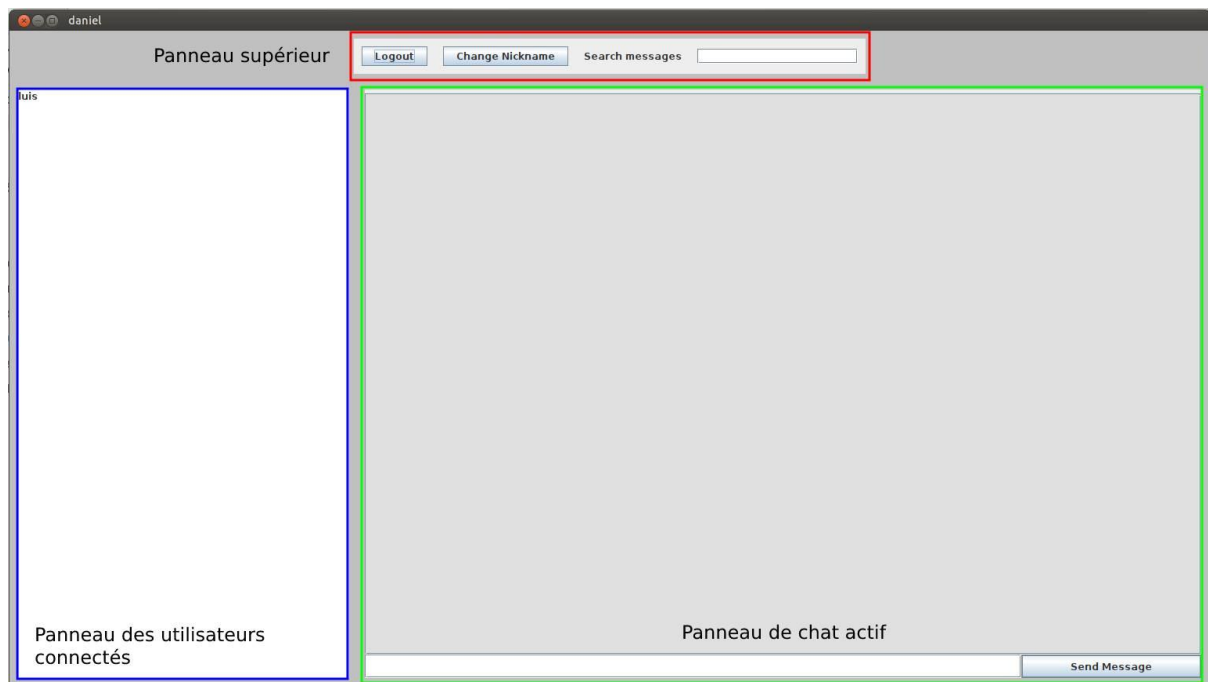 daniel
Panneau supérieur
Logout
Change Nickname
Search messages
luis
Panneau des utilisateurs
connectés
Panneau de chat actif
Send Message